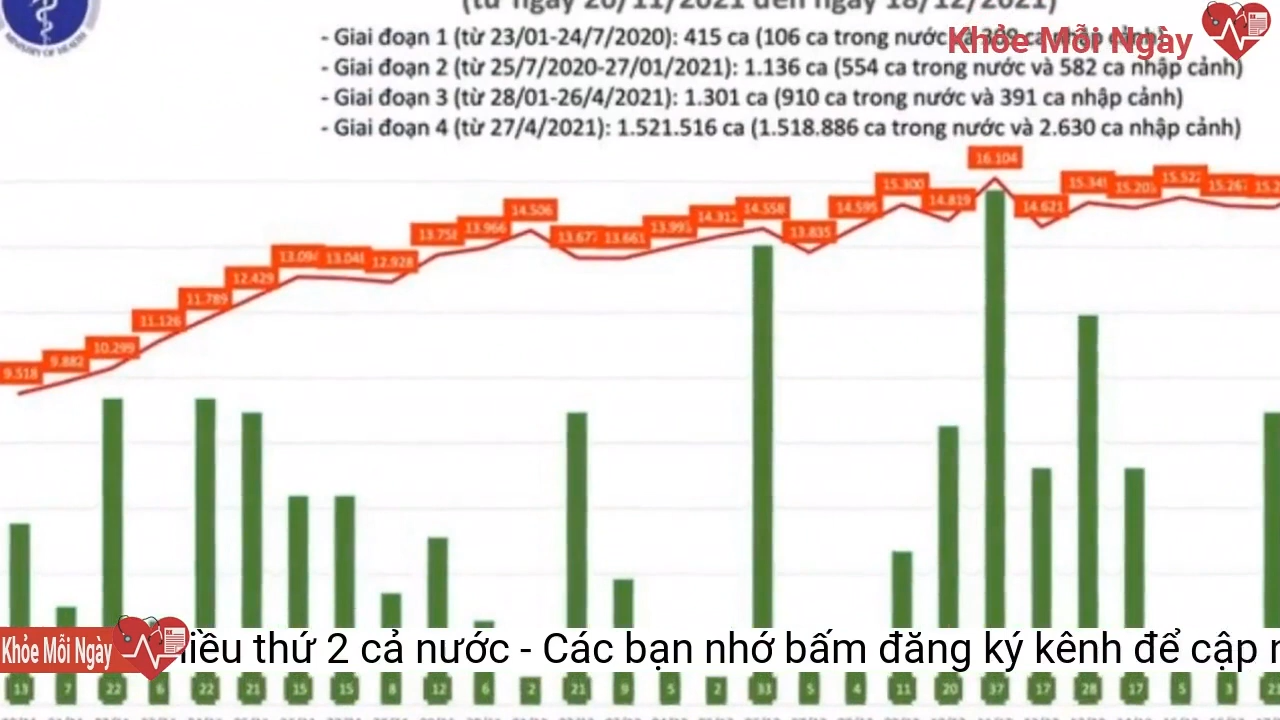 (từ ngày 20/11/2021 đến ngày 18/12/2021)
- Giai đoạn 1 (từ 23/01-24/7/2020): 415 ca (106 ca trong nước
Khỏe Mỗi Ngày
- Giai đoạn 2 (từ 25/7/2020-27/01/2021): 1.136 ca (554 ca trong nước và 582 ca nhập cảnh)
- Giai đoạn 3 (từ 28/01-26/4/2021): 1.301 ca (910 ca trong nước và 391 ca nhập cảnh)
- Giai đoạn 4 (từ 27/4/2021): 1.521.516 ca (1.518.886 ca trong nước và 2.630 ca nhập cảnh)
MINISTRY OF HEALTH
9.518 9.882 10.299 11.126 11.789 12.429 13.048 12.928 13.966 14.506 13.677 13.661 14.312 14.558 13.835 14.595 15.300 14.819 16.104 14.621
Khỏe Mỗi Ngày
iều thứ 2 cả nước - Các bạn nhớ bấm đăng ký kênh để cập
13 7 22 6 22 21 15 15 8 12 6 2 21 9 5 2 33 5 4 11 20 37 17 28 17 5 3 21